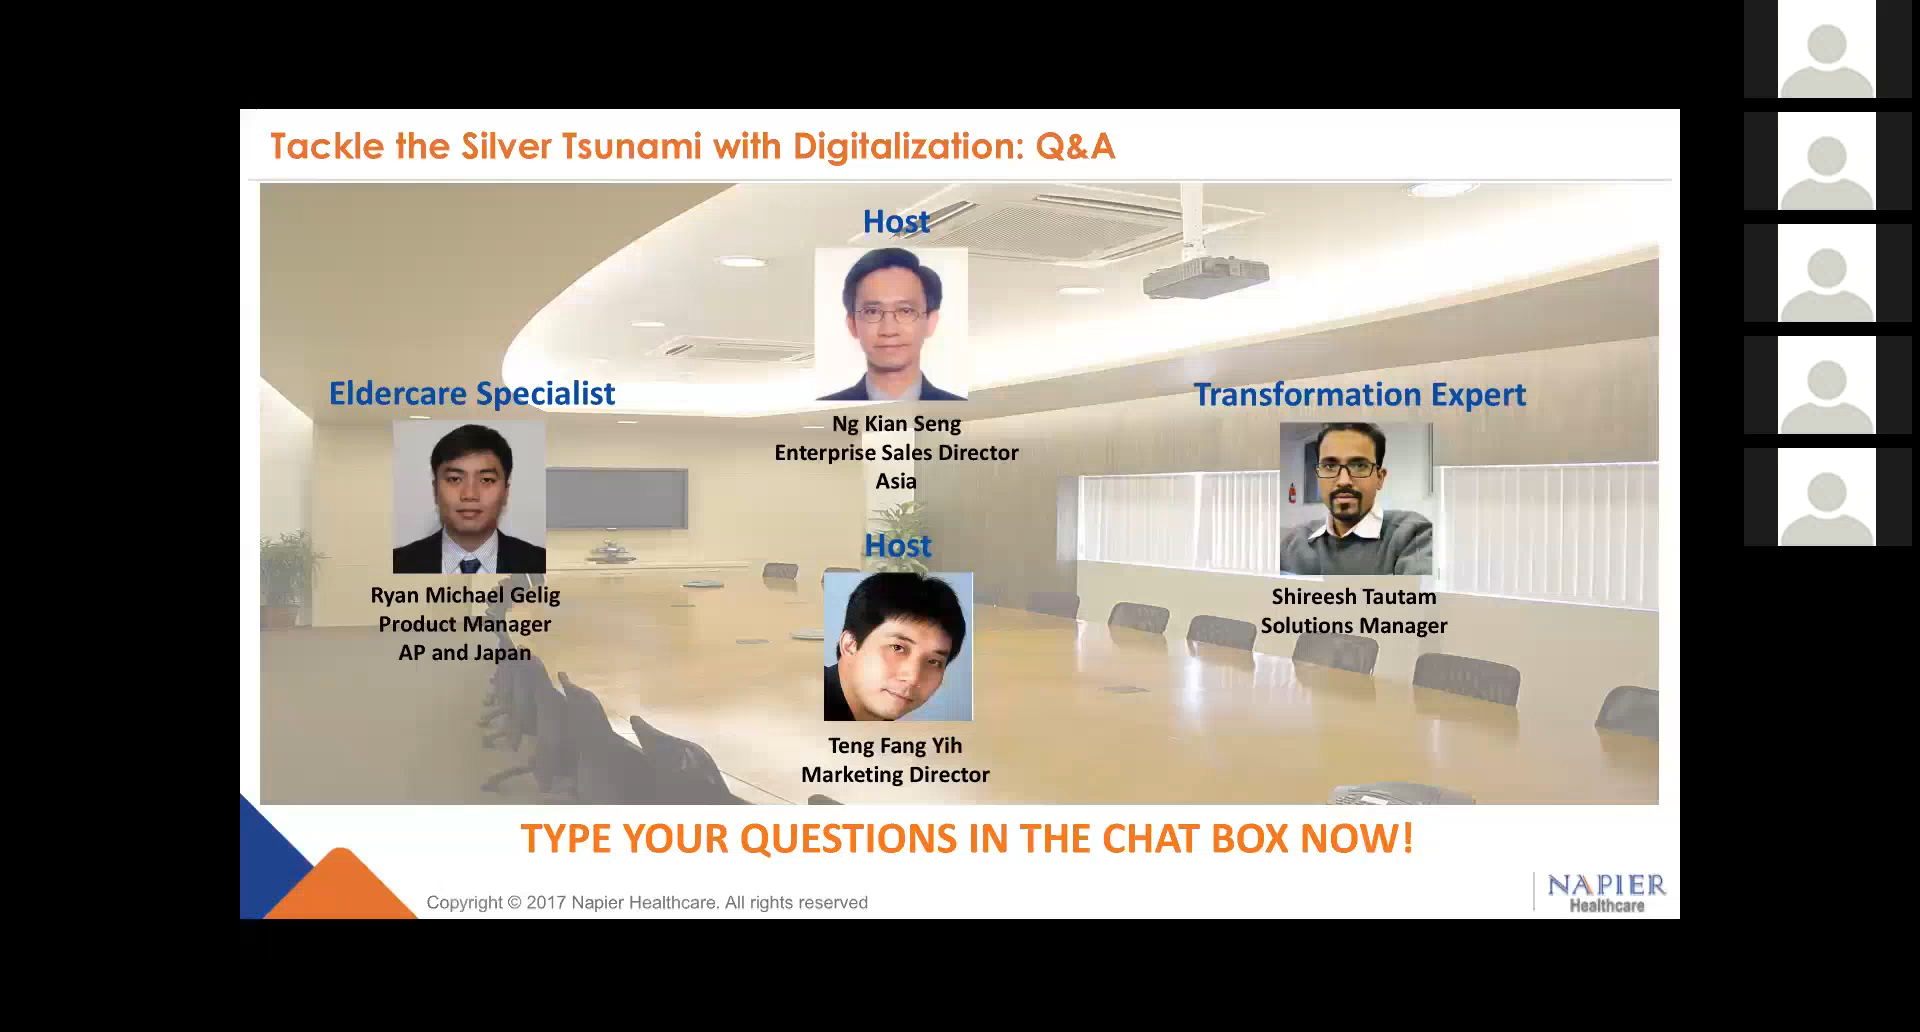 Tackle the Silver Tsunami with Digitalization: Q&A
Host
Ng Kian Seng
Enterprise Sales Director
Asia
Eldercare Specialist
Ryan Michael Gelig
Product Manager
AP and Japan
Transformation Expert
Shireesh Tautam
Solutions Manager
Host
Teng Fang Yih
Marketing Director
TYPE YOUR QUESTIONS IN THE CHAT BOX NOW!
Copyright © 2017 Napier Healthcare. All rights reserved
NAPIER
Healthcare